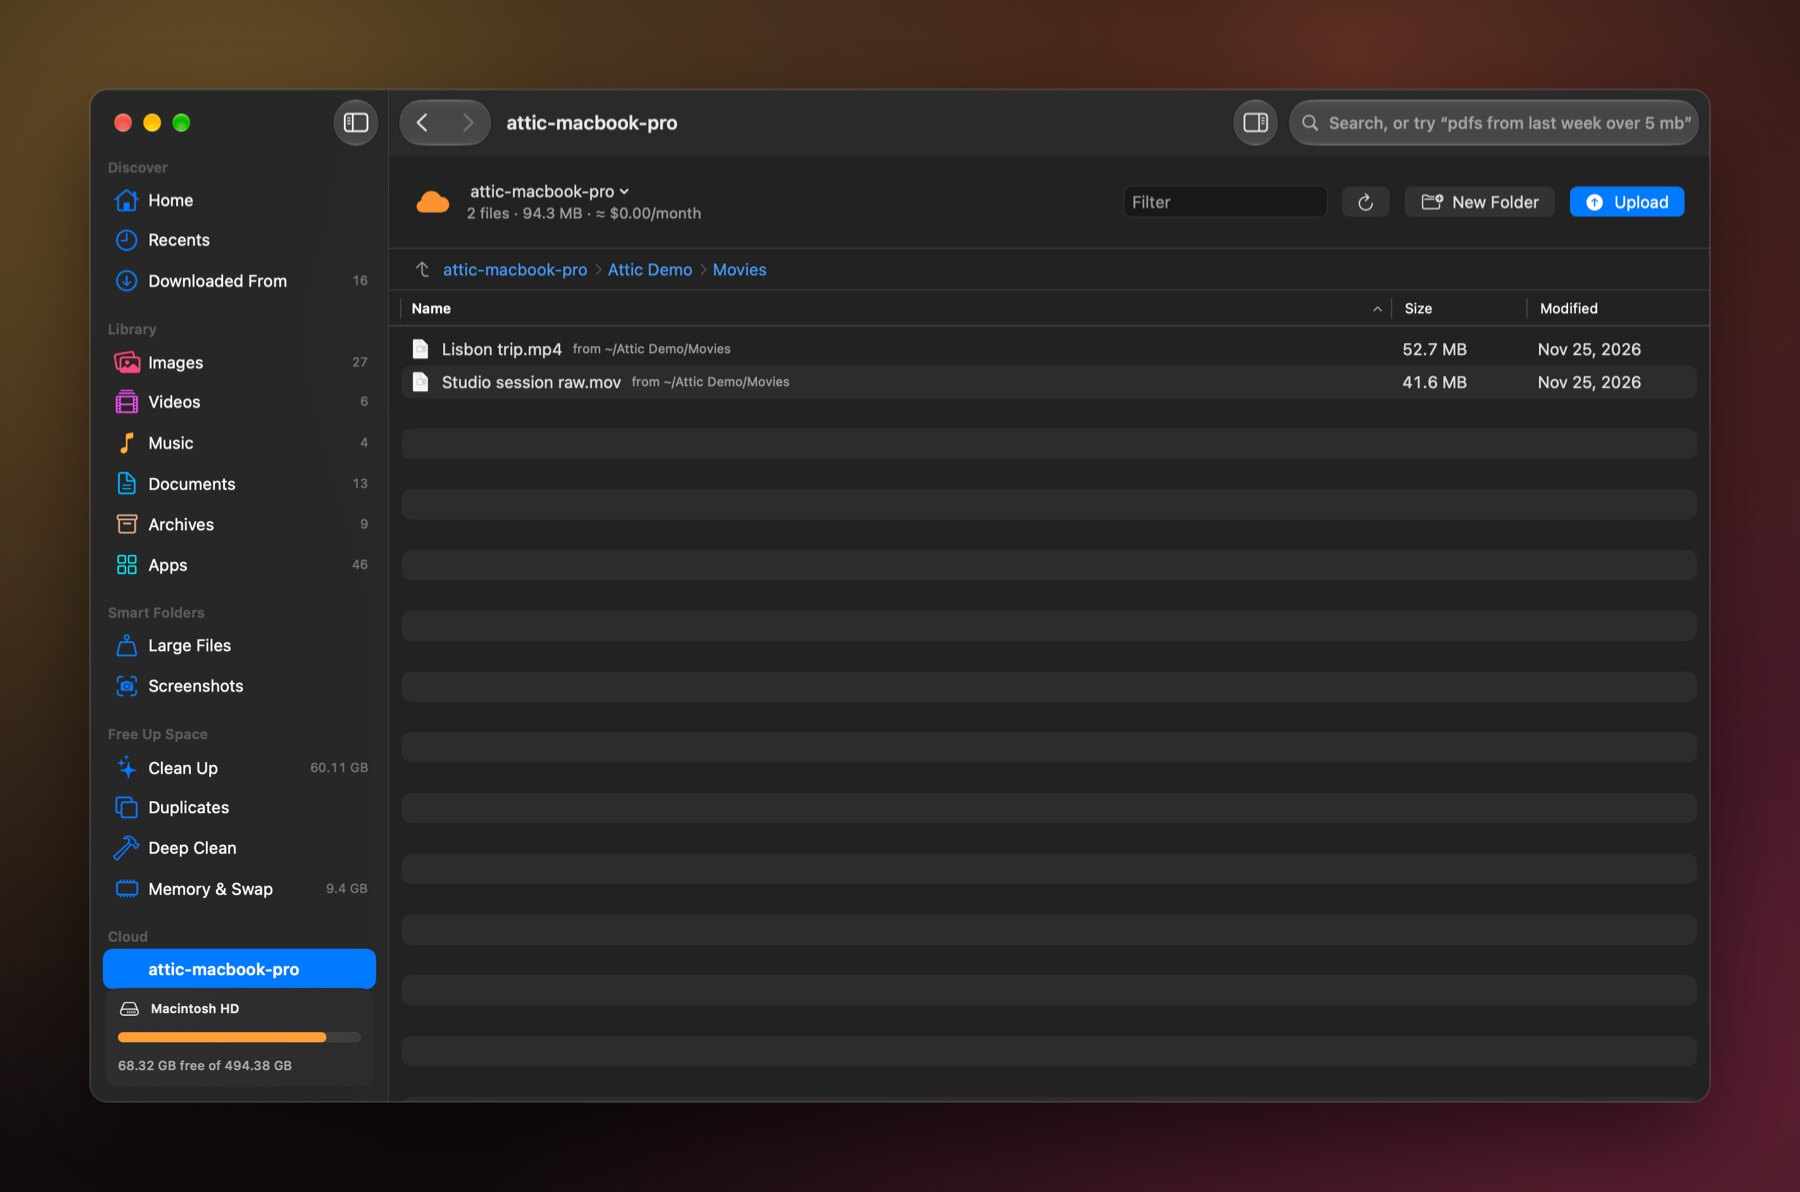 attic-macbook-pro
Search, or try “pdfs from last week over 5 mb”
Discover
Home
Recents
Downloaded From 16
Library
Images 27
Videos 6
Music 4
Documents 13
Archives 9
Apps 46
Smart Folders
Large Files
Screenshots
Free Up Space
Clean Up 60.11 GB
Duplicates
Deep Clean
Memory & Swap 9.4 GB
Cloud
attic-macbook-pro
Macintosh HD
68.32 GB free of 494.38 GB
attic-macbook-pro
2 files · 94.3 MB · ≈ $0.00/month
Filter
New Folder
Upload
attic-macbook-pro Attic Demo Movies
Name Size Modified
Lisbon trip.mp4 from ~/Attic Demo/Movies 52.7 MB Nov 25, 2026
Studio session raw.mov from ~/Attic Demo/Movies 41.6 MB Nov 25, 2026